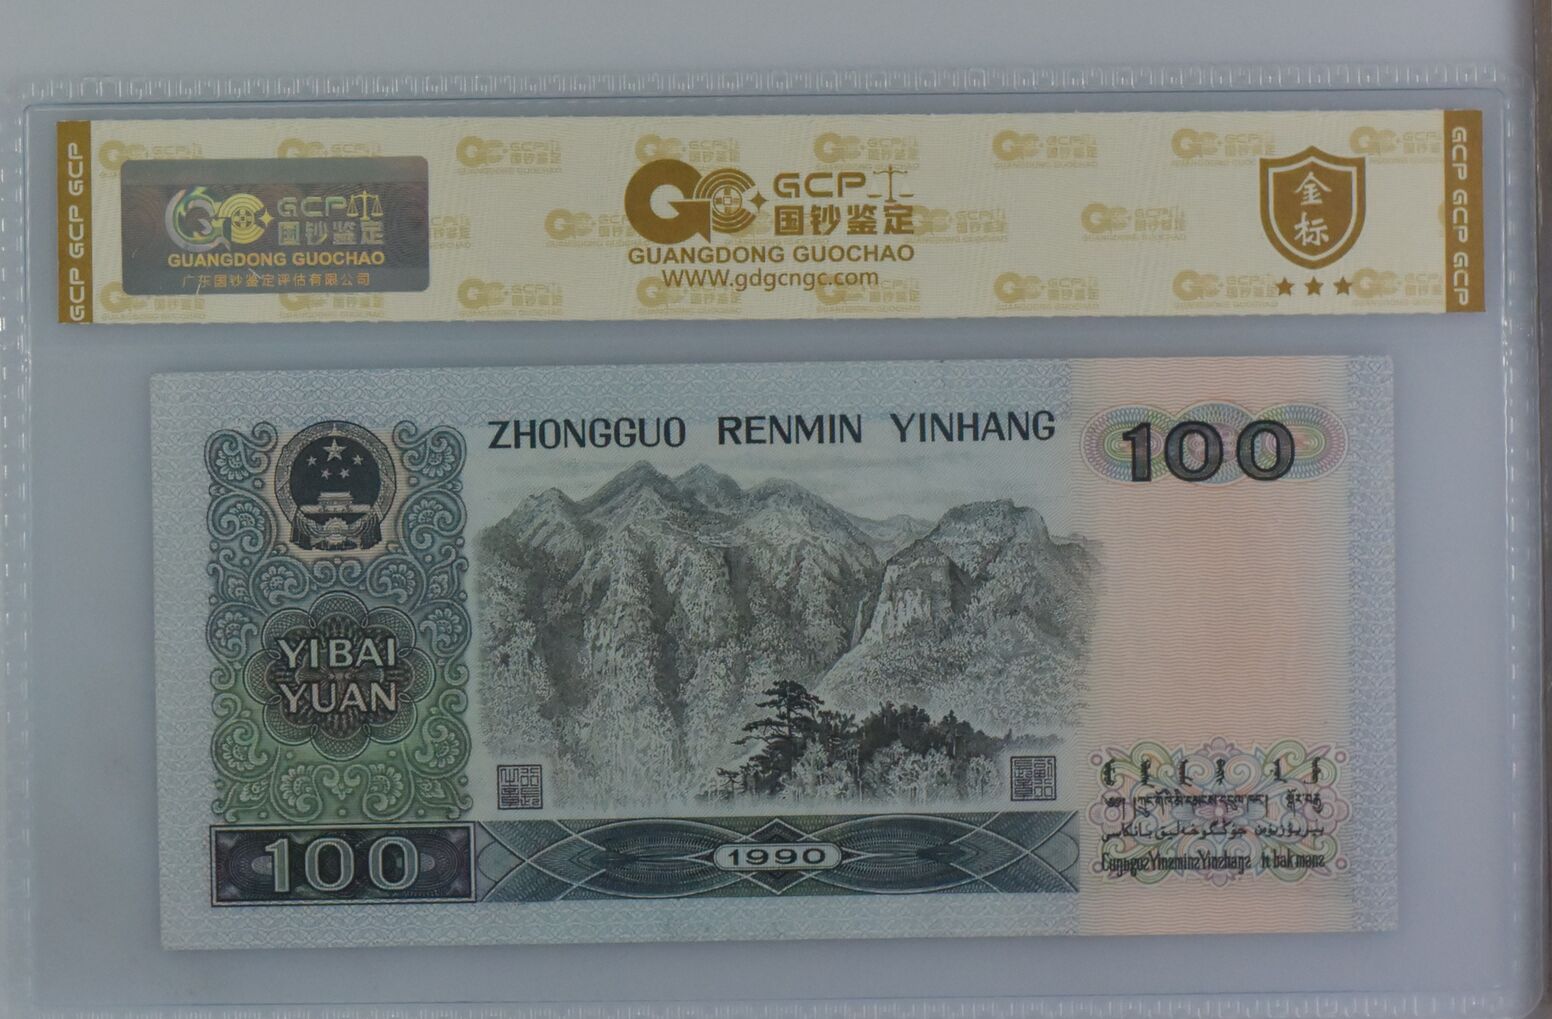 GCP GCP GCP
GCP
国钞鉴定
GUANGDONG GUOCHAO
广东国钞鉴定评估有限公司
GCP
国钞鉴定
GUANGDONG GUOCHAO
www.gdgcngc.com
金
标
GCP GCP GCP
ZHONGGUO RENMIN YINHANG
100
YI BAI
YUAN
100
1990